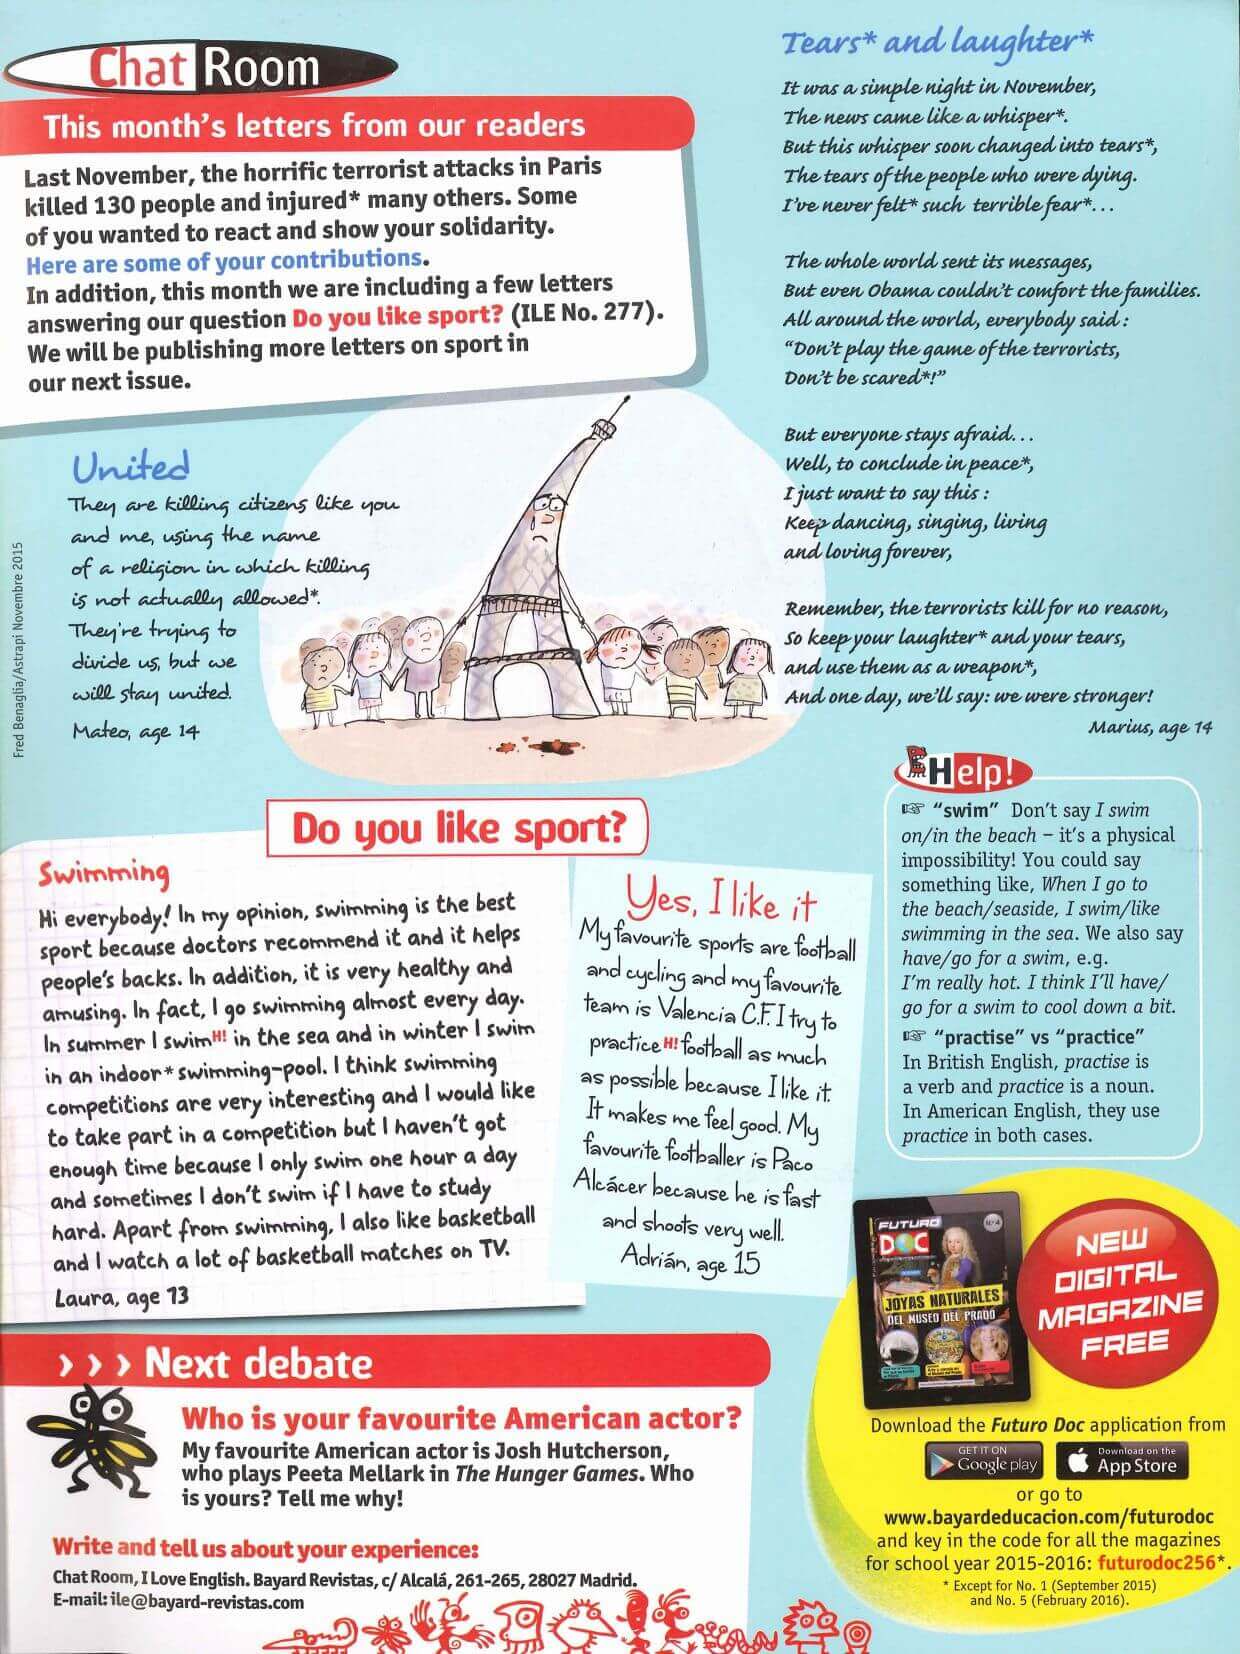 Chat Room
This month's letters from our readers
Last November, the horrific terrorist attacks in Paris
killed 130 people and injured* many others. Some
of you wanted to react and show your solidarity.
Here are some of your contributions.
In addition, this month we are including a few letters
answering our question Do you like sport? (ILE No. 277).
We will be publishing more letters on sport in
our next issue.
United
They are killing citizens like you
and me, using the name
of a religion in which killing
is not actually allowed*.
They're trying to
divide us, but we
will stay united.
Mateo, age 14
Fred Benaglia/Astrapi Novembre 2015
Tears* and laughter*
It was a simple night in November,
The news came like a whisper*.
But this whisper soon changed into tears*,
The tears of the people who were dying.
I've never felt* such terrible fear*...
The whole world sent its messages,
But even Obama couldn't comfort the families.
All around the world, everybody said :
"Don't play the game of the terrorists,
Don't be scared*!"
But everyone stays afraid...
Well, to conclude in peace*,
I just want to say this :
Keep dancing, singing, living
and loving forever,
Remember, the terrorists kill for no reason,
So keep your laughter* and your tears,
and use them as a weapon*,
And one day, we'll say: we were stronger!
Marius, age 14
Do you like sport?
Swimming
Hi everybody! In my opinion, swimming is the best
sport because doctors recommend it and it helps
people's backs. In addition, it is very healthy and
amusing. In fact, I go swimming almost every day.
In summer I swim H! in the sea and in winter I swim
in an indoor* swimming-pool. I think swimming
competitions are very interesting and I would like
to take part in a competition but I haven't got
enough time because I only swim one hour a day
and sometimes I don't swim if I have to study
hard. Apart from swimming, I also like basketball
and I watch a lot of basketball matches on TV.
Laura, age 13
Yes, I like it
My favourite sports are football
and cycling and my favourite
team is Valencia C.F. I try to
practice H! football as much
as possible because I like it.
It makes me feel good. My
favourite footballer is Paco
Alcácer because he is fast
and shoots very well.
Adrián, age 15
Help!
☞ "swim" Don't say I swim
on/in the beach – it's a physical
impossibility! You could say
something like, When I go to
the beach/seaside, I swim/like
swimming in the sea. We also say
have/go for a swim, e.g.
I'm really hot. I think I'll have/
go for a swim to cool down a bit.
☞ "practise" vs "practice"
In British English, practise is
a verb and practice is a noun.
In American English, they use
practice in both cases.
››› Next debate
Who is your favourite American actor?
My favourite American actor is Josh Hutcherson,
who plays Peeta Mellark in The Hunger Games. Who
is yours? Tell me why!
Write and tell us about your experience:
Chat Room, I Love English. Bayard Revistas, c/ Alcalá, 261-265, 28027 Madrid.
E-mail: ile@bayard-revistas.com
FUTURO
DOC
Nº4
JOYAS NATURALES
DEL MUSEO DEL PRADO
NEW
DIGITAL
MAGAZINE
FREE
Download the Futuro Doc application from
GET IT ON
Google play
Download on the
App Store
or go to
www.bayardeducacion.com/futurodoc
and key in the code for all the magazines
for school year 2015-2016: futurodoc256*.
* Except for No. 1 (September 2015)
and No. 5 (February 2016).